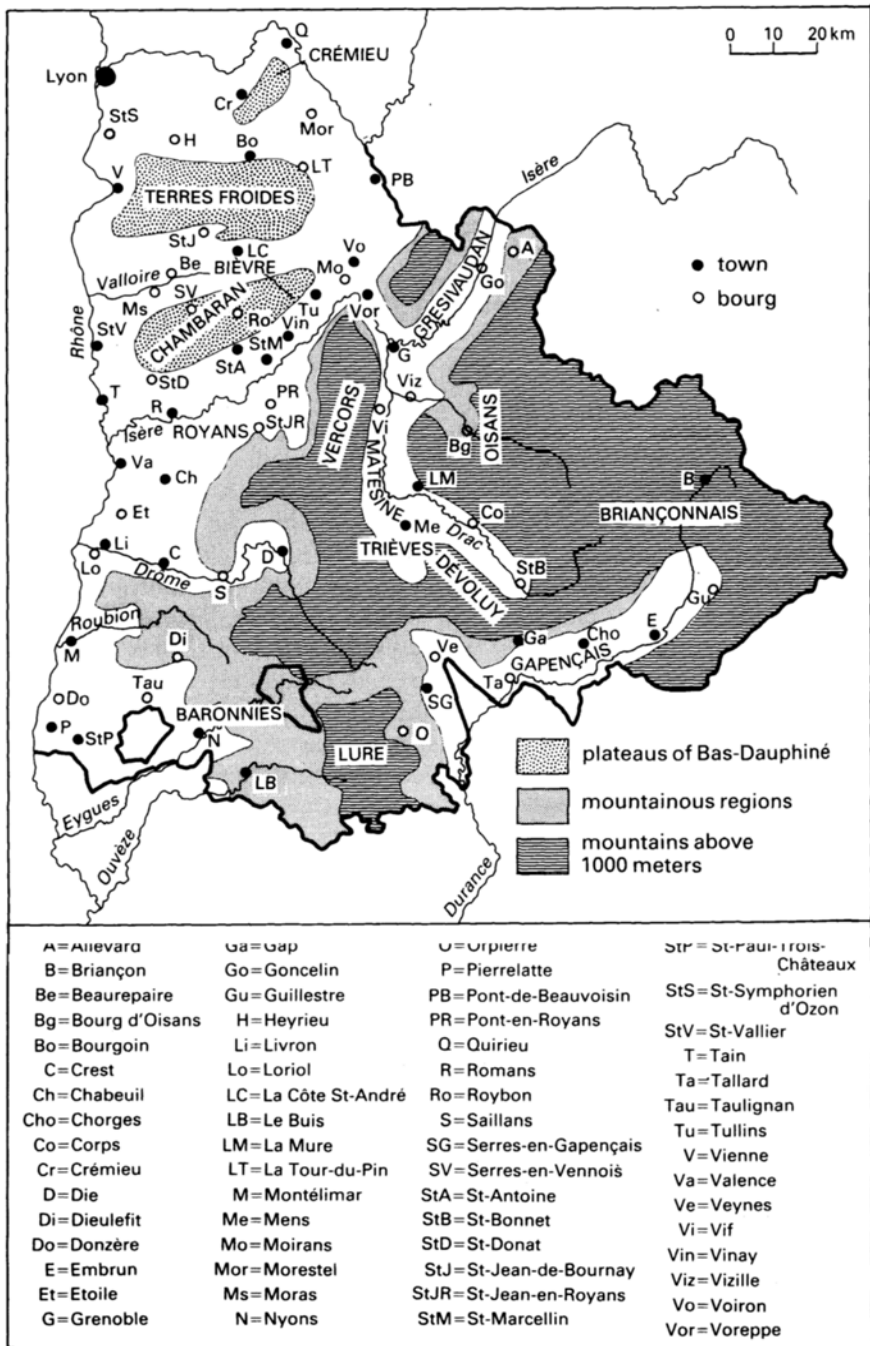 Q
CRÉMIEU
0 10 20 km
Lyon
Cr
StS
Mor
H
Bo
LT
V
PB
Isère
TERRES FROIDES
StJ
LC
Vo
A
town
Valloire
Be
BIÈVRE
Mo
GRESIVAUDAN
Go
bourg
Ms
SV
Tu
Vor
Rhône
StV
CHAMBARAN
Ro
Vin
StM
StA
G
StD
Viz
T
R
PR
VERCORS
Vi
OISANS
Isère
ROYANS
StJR
Bg
Va
Ch
MATESINE
LM
B
Et
Co
BRIANÇONNAIS
Me
Drac
Li
Lo
C
D
TRIÈVES
Drôme
S
DÉVOLUY
StB
Gu
Roubion
M
Di
Ga
Cho
E
Ve
GAPENÇAIS
Do
Tau
Ta
SG
P
StP
BARONNIES
N
LURE
O
plateaus of Bas-Dauphiné
LB
mountainous regions
Eygues
Ouvèze
Durance
mountains above
1000 meters
A=Allevard
B=Briançon
Be=Beaurepaire
Bg=Bourg d'Oisans
Bo=Bourgoin
C=Crest
Ch=Chabeuil
Cho=Chorges
Co=Corps
Cr=Crémieu
D=Die
Di=Dieulefit
Do=Donzère
E=Embrun
Et=Etoile
G=Grenoble
Ga=Gap
Go=Goncelin
Gu=Guillestre
H=Heyrieu
Li=Livron
Lo=Loriol
LC=La Côte St-André
LB=Le Buis
LM=La Mure
LT=La Tour-du-Pin
M=Montélimar
Me=Mens
Mo=Moirans
Mor=Morestel
Ms=Moras
N=Nyons
O=Orpierre
P=Pierrelatte
PB=Pont-de-Beauvoisin
PR=Pont-en-Royans
Q=Quirieu
R=Romans
Ro=Roybon
S=Saillans
SG=Serres-en-Gapençais
SV=Serres-en-Vennois
StA=St-Antoine
StB=St-Bonnet
StD=St-Donat
StJ=St-Jean-de-Bournay
StJR=St-Jean-en-Royans
StM=St-Marcellin
StP=St-Paul-Trois-
Châteaux
StS=St-Symphorien
d'Ozon
StV=St-Vallier
T=Tain
Ta=Tallard
Tau=Taulignan
Tu=Tullins
V=Vienne
Va=Valence
Ve=Veynes
Vi=Vif
Vin=Vinay
Viz=Vizille
Vo=Voiron
Vor=Voreppe